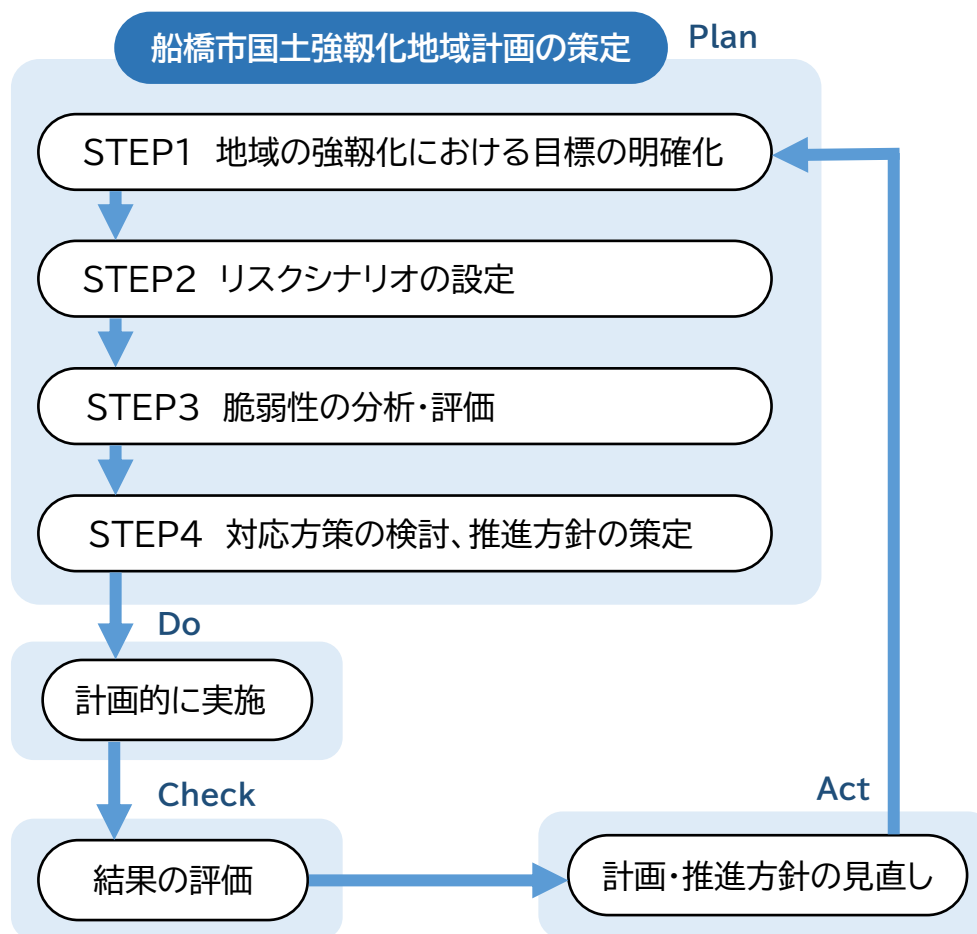 船橋市国土強靱化地域計画の策定
Plan
STEP1 地域の強靱化における目標の明確化
STEP2 リスクシナリオの設定
STEP3 脆弱性の分析・評価
STEP4 対応方策の検討、推進方針の策定
Do
計画的に実施
Check
結果の評価
Act
計画・推進方針の見直し